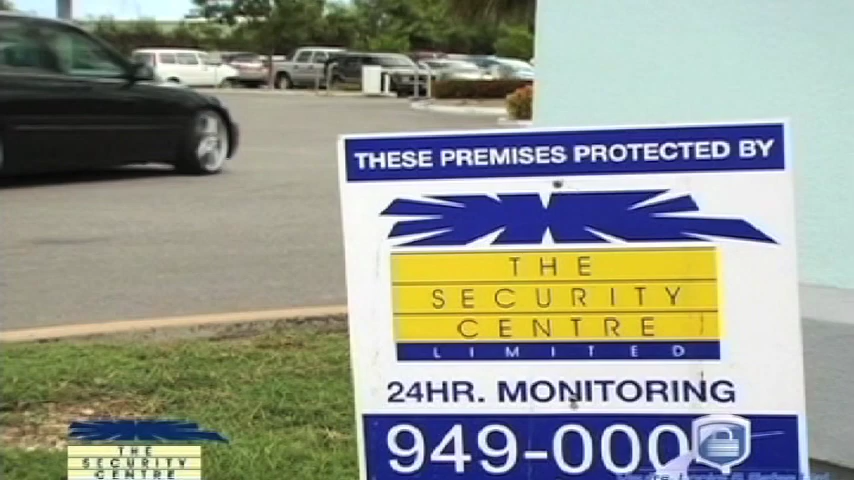 THESE PREMISES PROTECTED BY
THE
SECURITY
CENTRE
LIMITED
24HR. MONITORING
949-000
THE
SECURITY
CENTRE